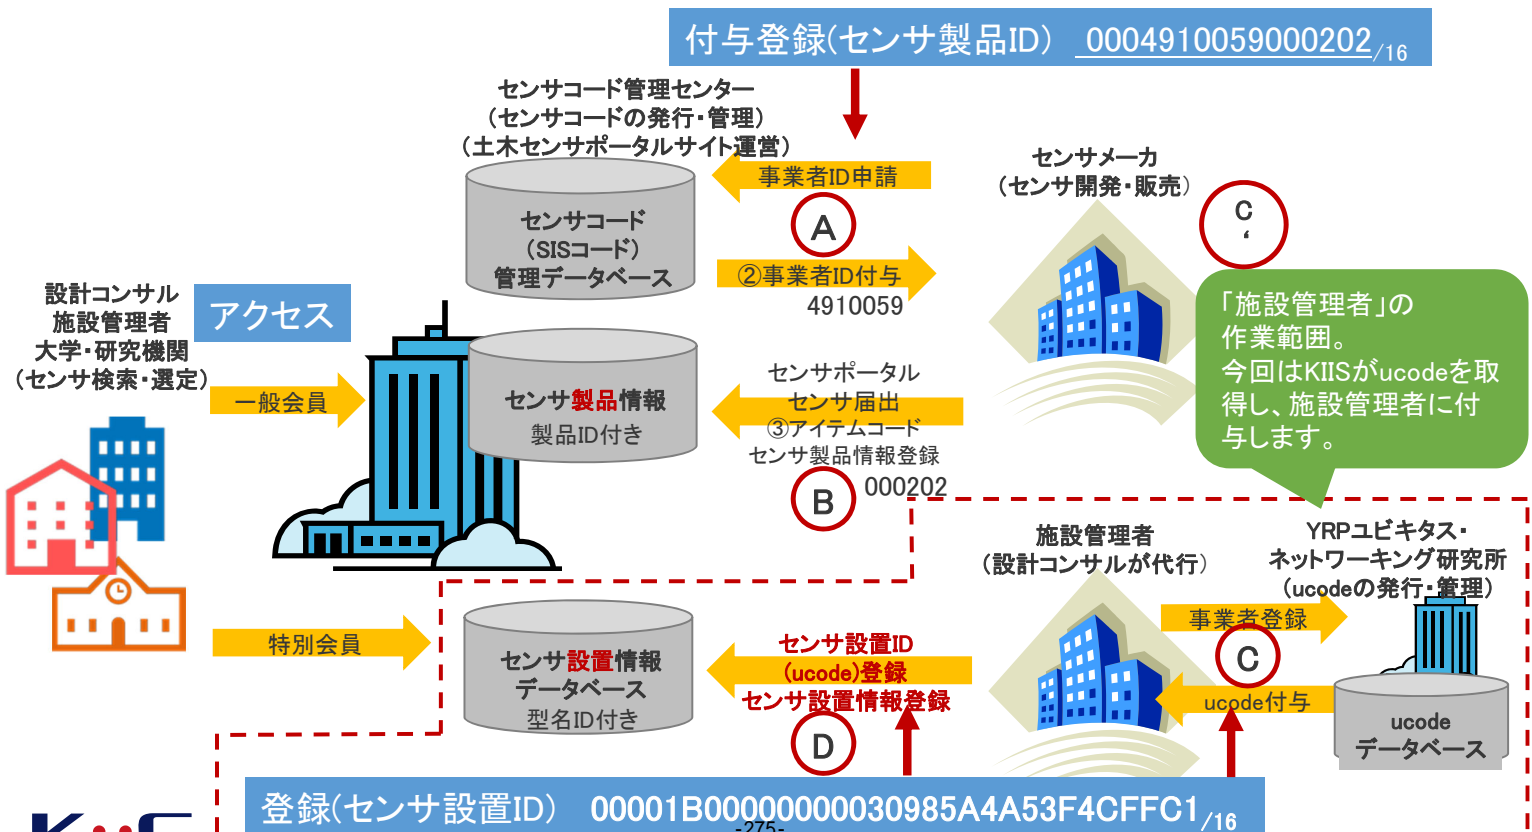 付与登録(センサ製品ID) 0004910059000202/16
センサコード管理センター
(センサコードの発行・管理)
(土木センサポータルサイト運営)
センサコード
(SISコード)
管理データベース
事業者ID申請
A
②事業者ID付与
4910059
センサメーカ
(センサ開発・販売)
C
‘
「施設管理者」の
作業範囲。
今回はKIISがucodeを取
得し、施設管理者に付
与します。
設計コンサル
施設管理者
大学・研究機関
(センサ検索・選定)
アクセス
一般会員
センサ製品情報
製品ID付き
センサポータル
センサ届出
③アイテムコード
センサ製品情報登録
000202
B
施設管理者
(設計コンサルが代行)
YRPユビキタス・
ネットワーキング研究所
(ucodeの発行・管理)
事業者登録
C
ucode付与
ucode
データベース
特別会員
センサ設置情報
データベース
型名ID付き
センサ設置ID
(ucode)登録
センサ設置情報登録
D
登録(センサ設置ID) 00001B00000000030985A4A53F4CFFC1/16
-275-